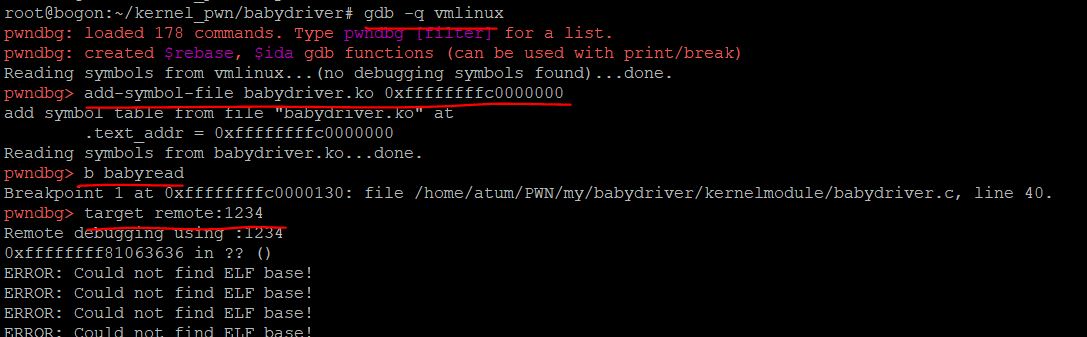 root@bogon:~/kernel_pwn/babydriver# gdb -q vmlinux
pwndbg: loaded 178 commands. Type pwndbg [filter] for a list.
pwndbg: created $rebase, $ida gdb functions (can be used with print/break)
Reading symbols from vmlinux...(no debugging symbols found)...done.
pwndbg> add-symbol-file babydriver.ko 0xffffffffc0000000
add symbol table from file "babydriver.ko" at
.text_addr = 0xffffffffc0000000
Reading symbols from babydriver.ko...done.
pwndbg> b babyread
Breakpoint 1 at 0xffffffffc0000130: file /home/atum/PWN/my/babydriver/kernelmodule/babydriver.c, line 40.
pwndbg> target remote:1234
Remote debugging using :1234
0xffffffff81063636 in ?? ()
ERROR: Could not find ELF base!
ERROR: Could not find ELF base!
ERROR: Could not find ELF base!
ERROR: Could not find ELF base!